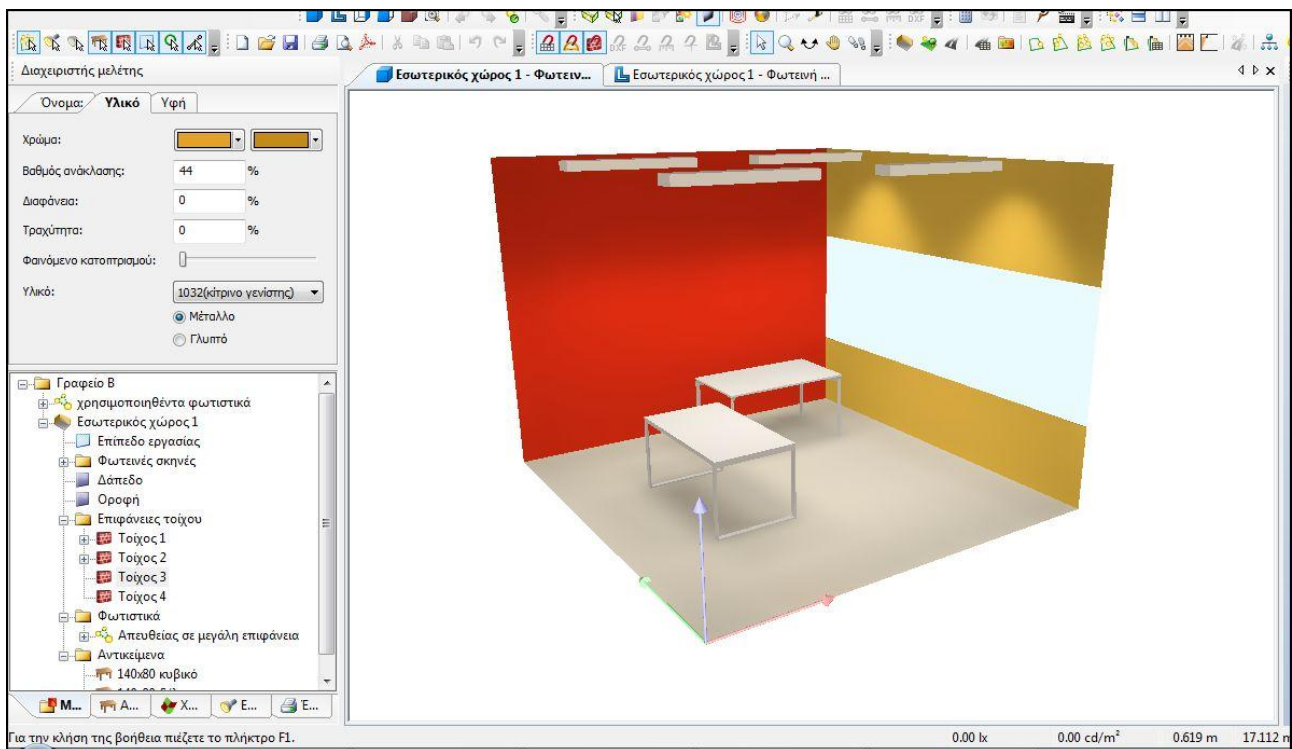 DXF
DXF
Διαχειριστής μελέτης
Εσωτερικός χώρος 1 - Φωτειν...
Εσωτερικός χώρος 1 - Φωτεινή ...
Όνομα:
Υλικό
Υφή
Χρώμα:
Βαθμός ανάκλασης: 44 %
Διαφάνεια: 0 %
Τραχύτητα: 0 %
Φαινόμενο κατοπτρισμού:
Υλικό: 1032(κίτρινο γενίστης)
Μέταλλο
Γλυπτό
Γραφείο Β
χρησιμοποιηθέντα φωτιστικά
Εσωτερικός χώρος 1
Επίπεδο εργασίας
Φωτεινές σκηνές
Δάπεδο
Οροφή
Επιφάνειες τοίχου
Τοίχος 1
Τοίχος 2
Τοίχος 3
Τοίχος 4
Φωτιστικά
Απευθείας σε μεγάλη επιφάνεια
Αντικείμενα
140x80 κυβικό
Μ...
Α...
Χ...
Ε...
Έ...
Για την κλήση της βοήθεια πιέζετε το πλήκτρο F1.
0.00 lx
0.00 cd/m²
0.619 m
17.112 m